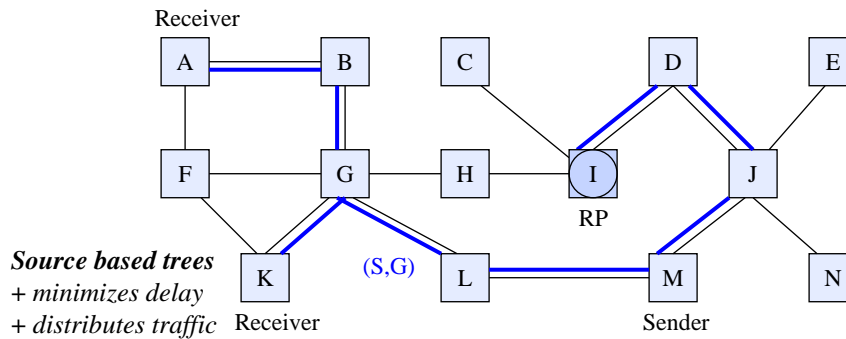 Receiver
A
B
C
D
E
F
G
H
I
J
RP
Source based trees
+ minimizes delay
+ distributes traffic
K
(S,G)
L
M
N
Receiver
Sender